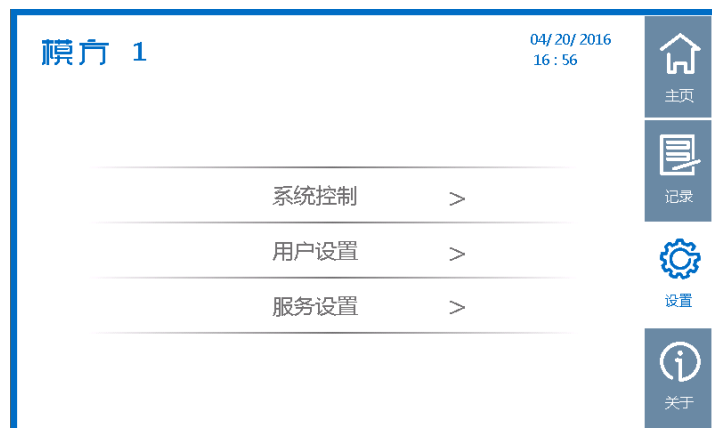 模方 1
04/20/2016
16 : 56
主页
记录
系统控制 >
用户设置 >
服务设置 >
设置
关于